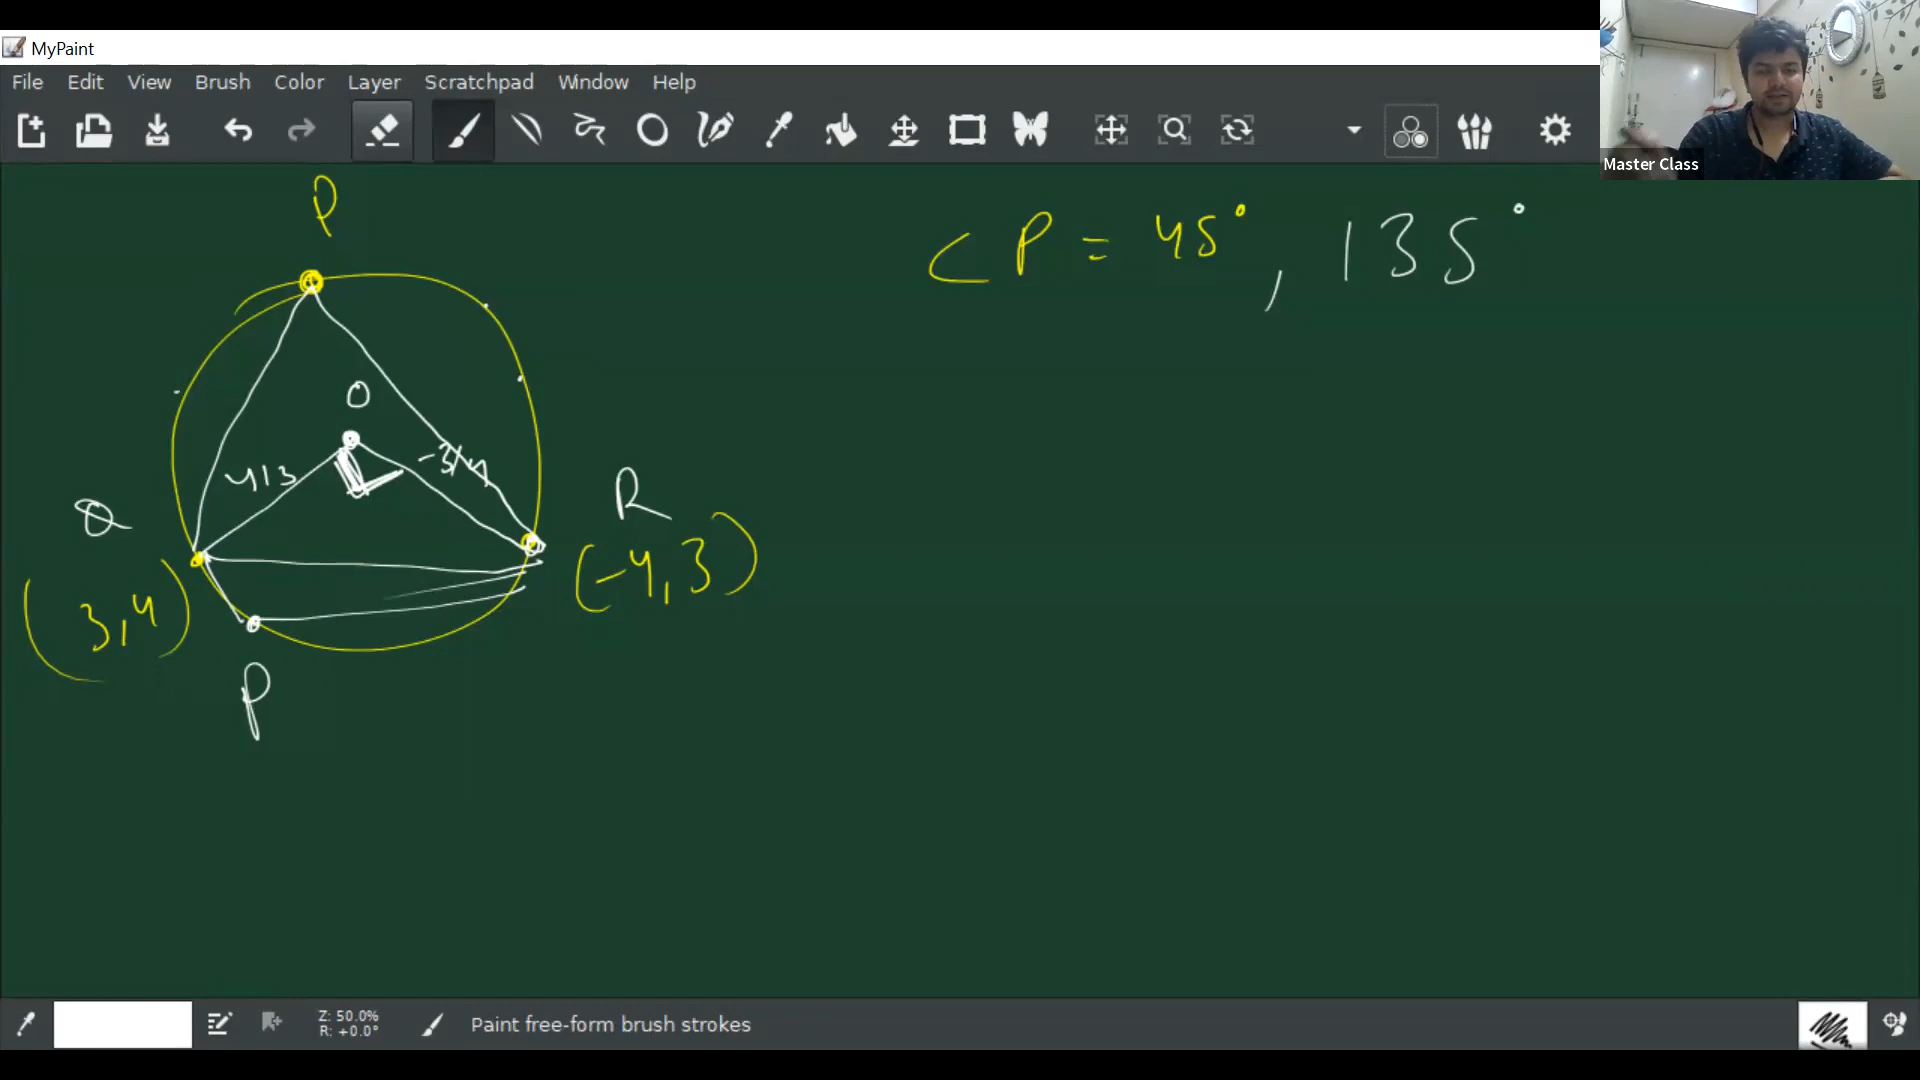 MyPaint
File Edit View Brush Color Layer Scratchpad Window Help
Master Class
P
∠P = 45°, 135°
O
4/3
-3/4
Q
R
(3,4)
(-4,3)
P
Z: 50.0%
R: +0.0°
Paint free-form brush strokes